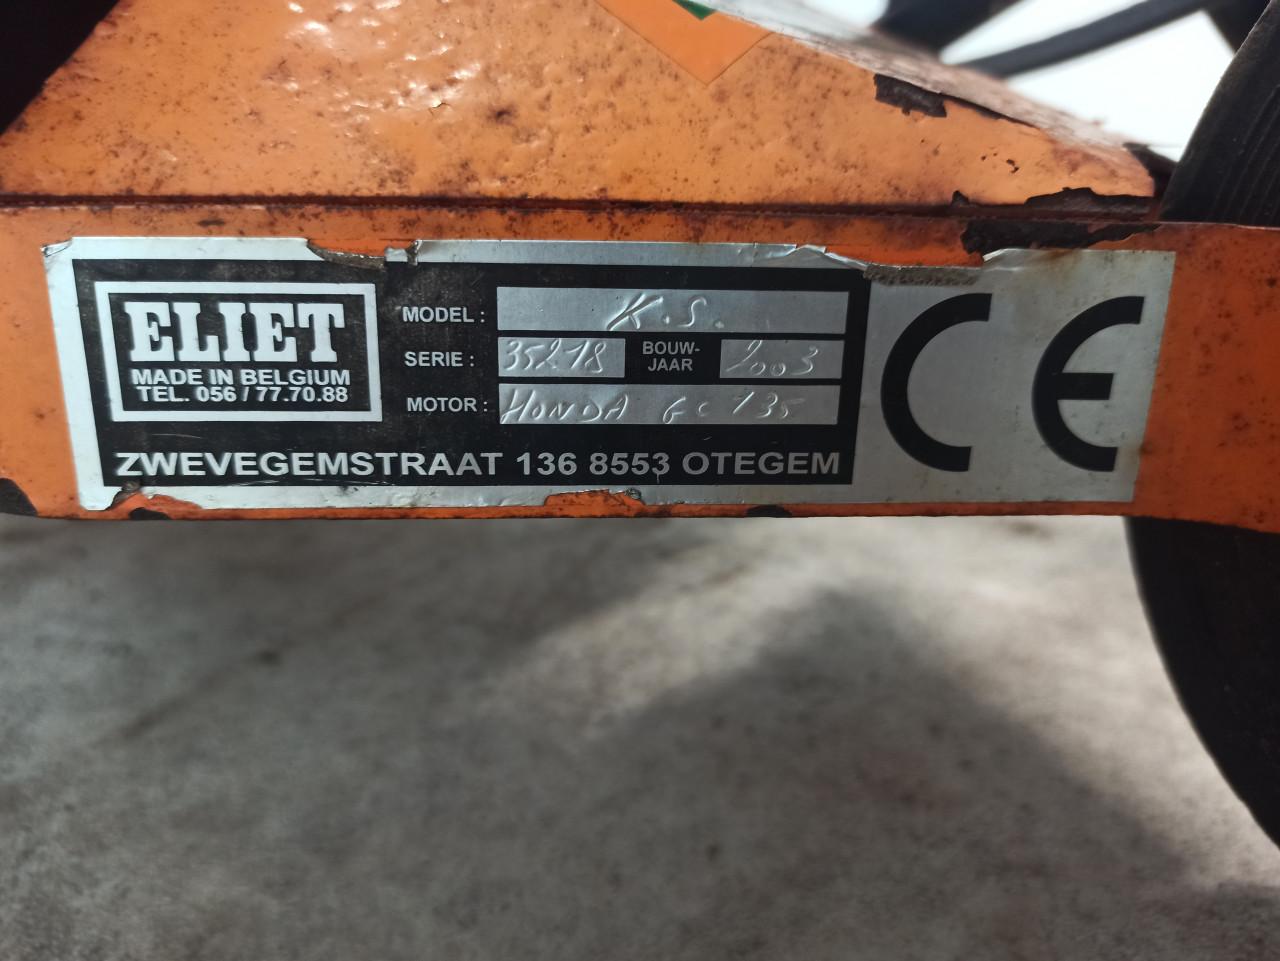 ELIET
MADE IN BELGIUM
TEL. 056 / 77.70.88
MODEL : K.S.
SERIE : 35218 BOUW-
JAAR 2003
MOTOR : HONDA GC 135
ZWEVEGEMSTRAAT 136 8553 OTEGEM
CE